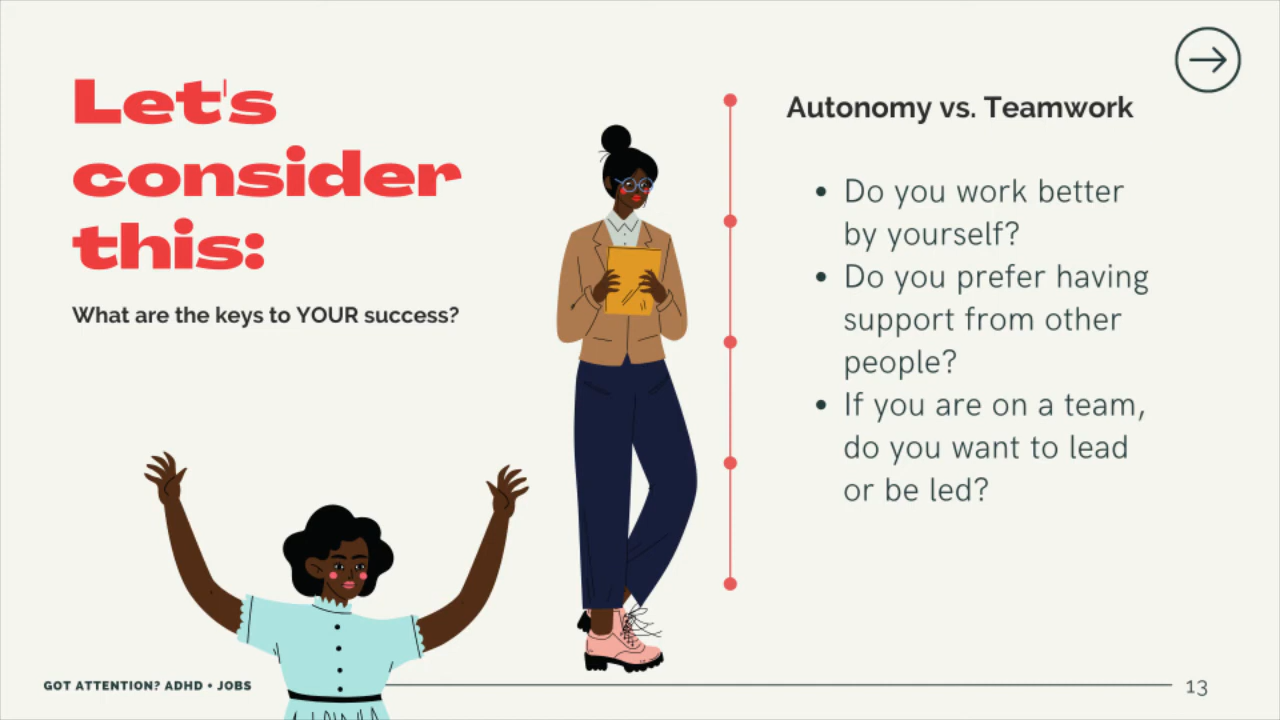 Let's
consider
this:
What are the keys to YOUR success?
Autonomy vs. Teamwork
• Do you work better
by yourself?
• Do you prefer having
support from other
people?
• If you are on a team,
do you want to lead
or be led?
GOT ATTENTION? ADHD • JOBS
13